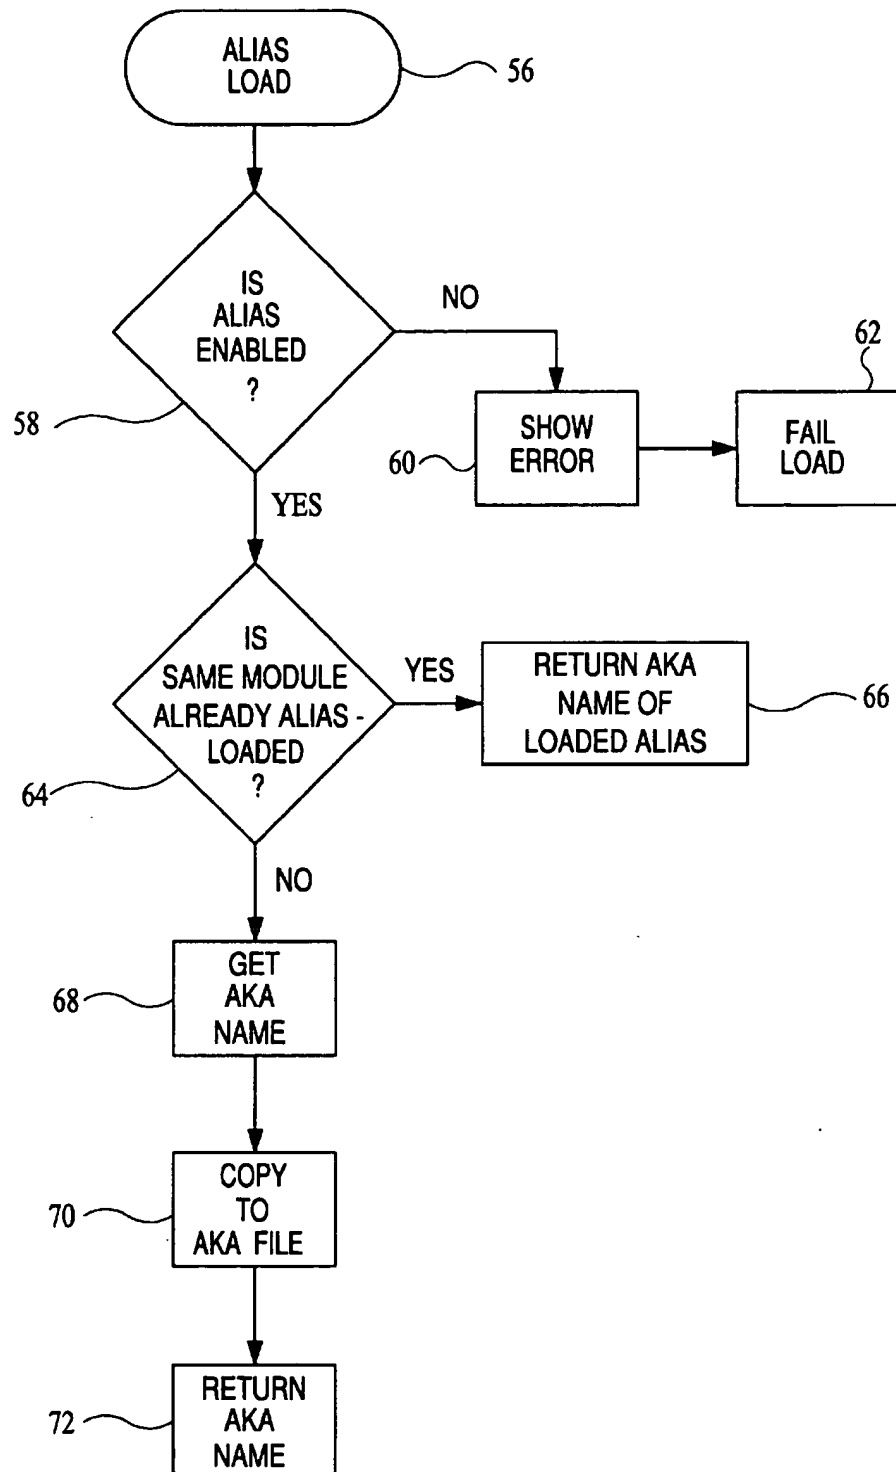 ALIAS
LOAD
56
IS
ALIAS
ENABLED
?
58
NO
SHOW
ERROR
60
62
FAIL
LOAD
YES
IS
SAME MODULE
ALREADY ALIAS -
LOADED
?
64
YES
RETURN AKA
NAME OF
LOADED ALIAS
66
NO
GET
AKA
NAME
68
COPY
TO
AKA FILE
70
RETURN
AKA
NAME
72